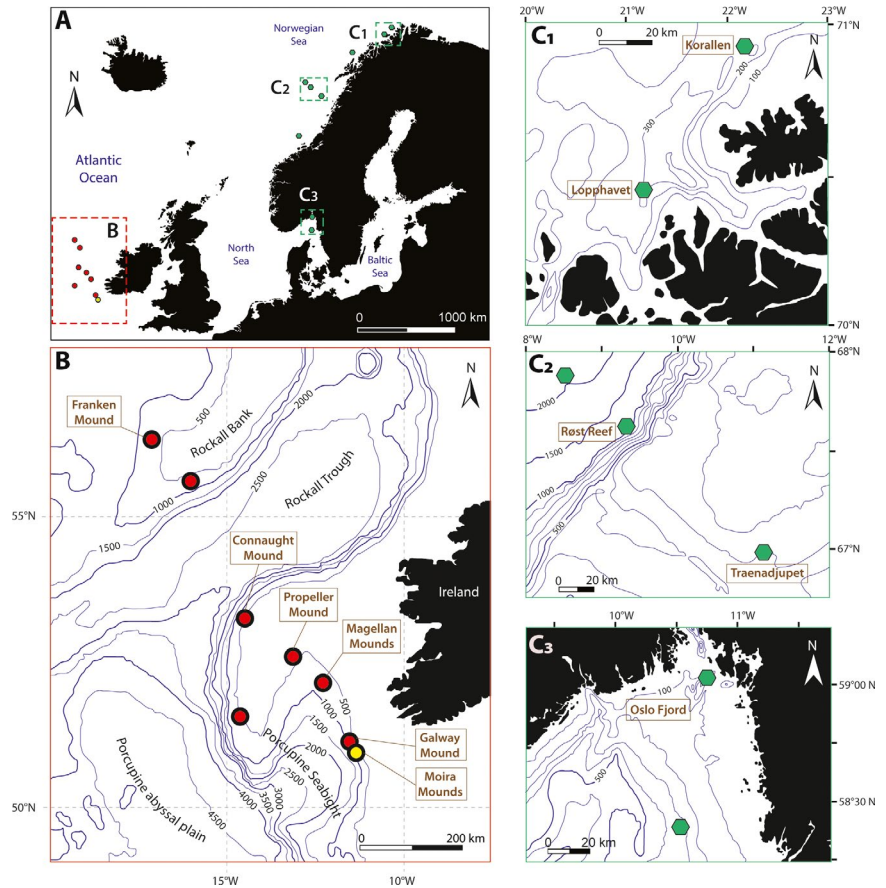 A
Norwegian
Sea
C1
C2
C3
N
Atlantic
Ocean
North
Sea
Baltic
Sea
B
0
1000 km
B
N
Franken
Mound
500
Rockall Bank
2000
1000
1500
2500
Rockall Trough
55°N
Connaught
Mound
Propeller
Mound
Magellan
Mounds
Ireland
500
1000
1500
2000
2500
3000
3500
4000
4500
Porcupine Seabight
Porcupine abyssal plain
Galway
Mound
Moira
Mounds
50°N
0
200 km
15°W
10°W
20°W
21°W
22°W
23°W
71°N
C1
0
20 km
N
Korallen
200
100
300
Lopphavet
70°N
8°W
10°W
12°W
68°N
C2
N
2000
Røst Reef
1500
1000
500
67°N
Traenadjupet
0
20 km
10°W
11°W
C3
N
100
59°00 N
Oslo Fjord
500
58°30 N
0
20 km